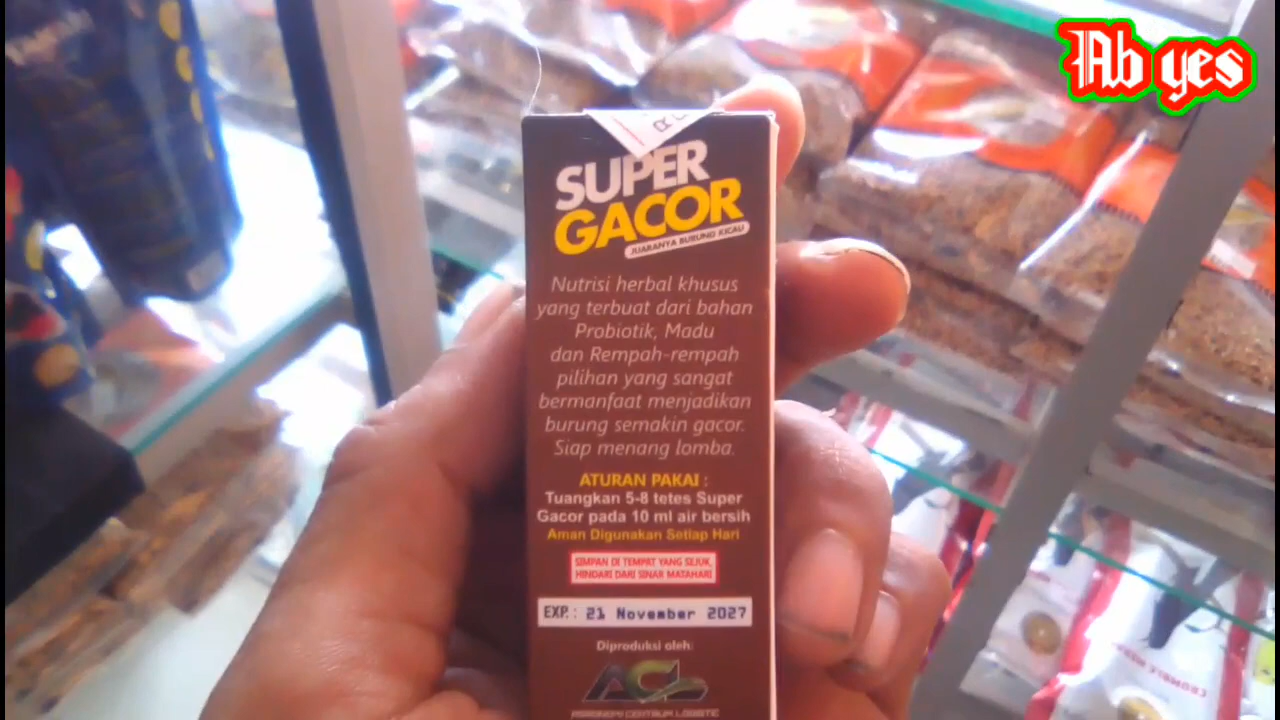 Ab yes
SUPER
GACOR
JUARANYA BURUNG KICAU
Nutrisi herbal khusus
yang terbuat dari bahan
Probiotik, Madu
dan Rempah-rempah
pilihan yang sangat
bermanfaat menjadikan
burung semakin gacor.
Siap menang lomba.
ATURAN PAKAI :
Tuangkan 5-8 tetes Super
Gacor pada 10 ml air bersih
Aman Digunakan Setiap Hari
SIMPAN DI TEMPAT YANG SEJUK,
HINDARI DARI SINAR MATAHARI
EXP. : 21 November 2027
Diproduksi oleh:
ACL